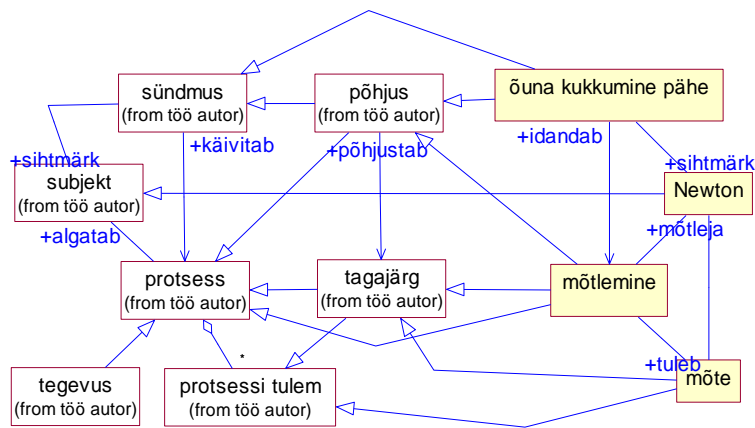 sündmus
(from töö autor)
põhjus
(from töö autor)
õuna kukkumine pähe
+käivitab
+põhjustab
+idandab
+sihtmärk
+sihtmärk
subjekt
(from töö autor)
Newton
+algatab
+mõtleja
protsess
(from töö autor)
tagajärg
(from töö autor)
mõtlemine
*
+tuleb
tegevus
(from töö autor)
protsessi tulem
(from töö autor)
mõte